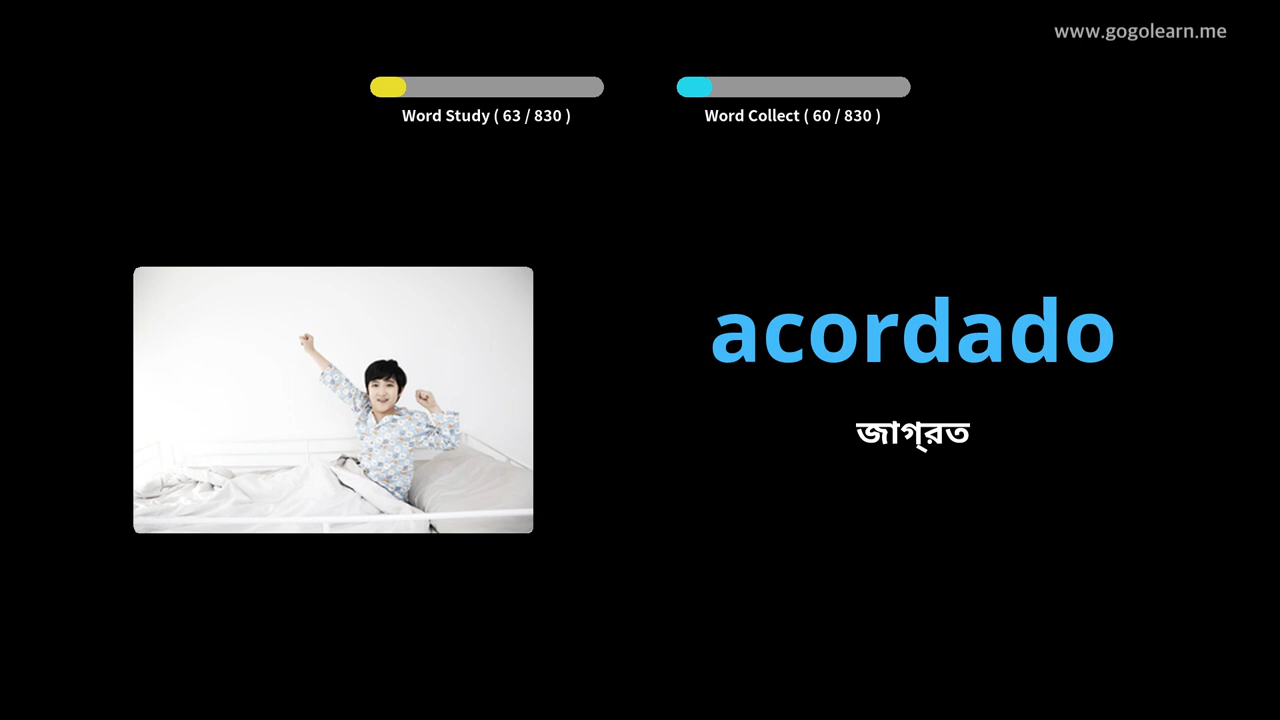 www.gogolearn.me
Word Study ( 63 / 830 )
Word Collect ( 60 / 830 )
acordado
জাগ্রত